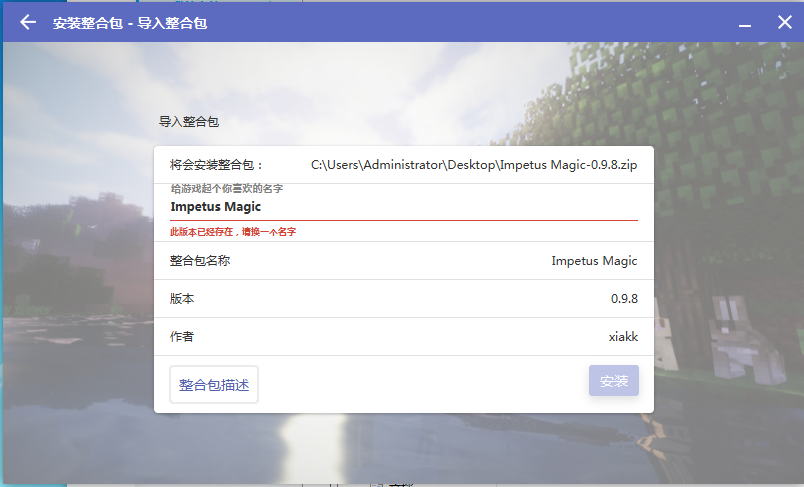 安装整合包 - 导入整合包
导入整合包
将会安装整合包： C:\Users\Administrator\Desktop\Impetus Magic-0.9.8.zip
给游戏起个你喜欢的名字
Impetus Magic
此版本已经存在，请换一个名字
整合包名称 Impetus Magic
版本 0.9.8
作者 xiakk
整合包描述 安装